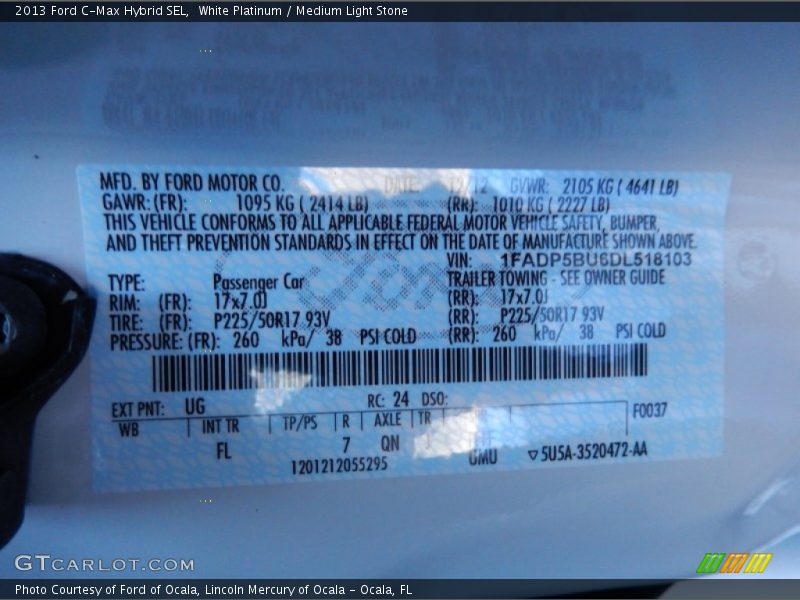 2013 Ford C-Max Hybrid SEL, White Platinum / Medium Light Stone
MFD. BY FORD MOTOR CO. DATE: 12/12 GVWR: 2105 KG ( 4641 LB)
GAWR: (FR): 1095 KG ( 2414 LB) (RR): 1010 KG ( 2227 LB)
THIS VEHICLE CONFORMS TO ALL APPLICABLE FEDERAL MOTOR VEHICLE SAFETY, BUMPER,
AND THEFT PREVENTION STANDARDS IN EFFECT ON THE DATE OF MANUFACTURE SHOWN ABOVE.
VIN: 1FADP5BU6DL518103
TYPE: Passenger Car TRAILER TOWING - SEE OWNER GUIDE
RIM: (FR): 17x7.0J (RR): 17x7.0J
TIRE: (FR): P225/50R17 93V (RR): P225/50R17 93V
PRESSURE: (FR): 260 kPa/ 38 PSI COLD (RR): 260 kPa/ 38 PSI COLD
EXT PNT: UG RC: 24 DSO: F0037
WB INT TR TP/PS R AXLE TR
FL 7 QN
1201212055295 UMU ▽5U5A-3520472-AA
GTCARLOT.COM
Photo Courtesy of Ford of Ocala, Lincoln Mercury of Ocala - Ocala, FL